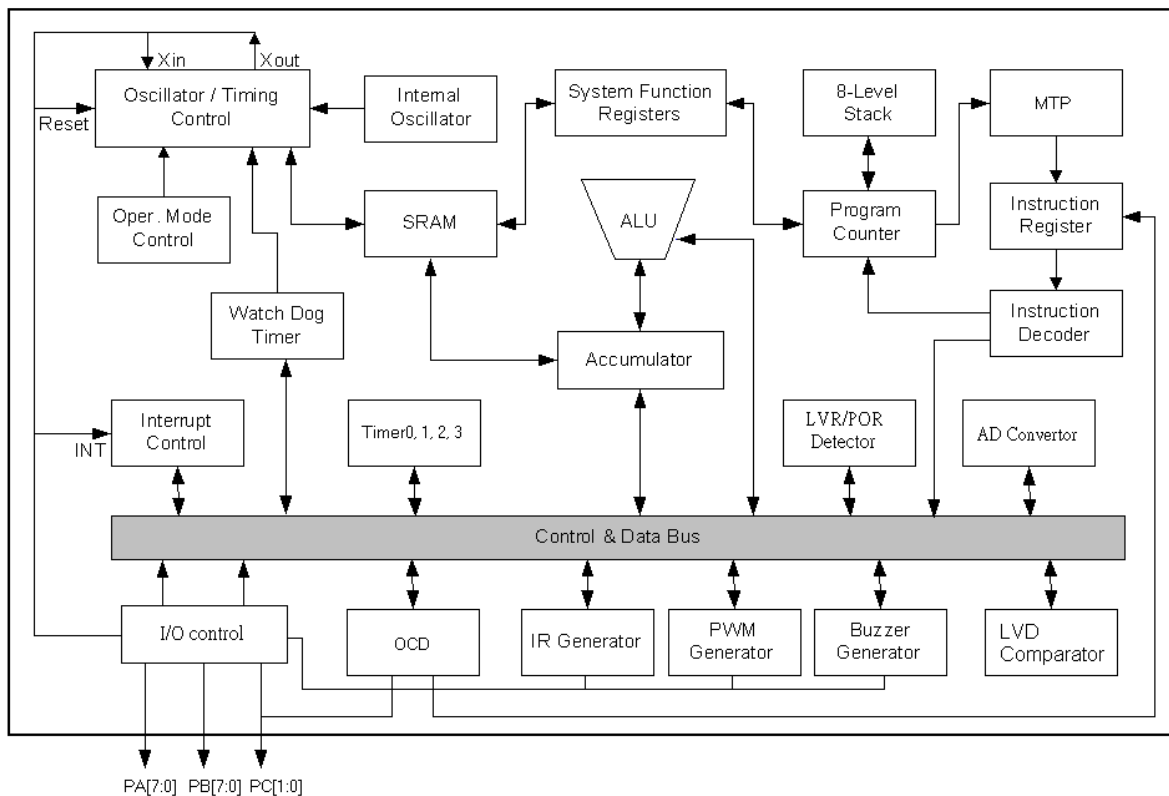 Xin
Xout
Oscillator / Timing
Control
Reset
Internal
Oscillator
System Function
Registers
8-Level
Stack
MTP
Oper. Mode
Control
SRAM
ALU
Program
Counter
Instruction
Register
Watch Dog
Timer
Accumulator
Instruction
Decoder
Interrupt
Control
INT
Timer0, 1, 2, 3
LVR/POR
Detector
AD Convertor
Control & Data Bus
I/O control
OCD
IR Generator
PWM
Generator
Buzzer
Generator
LVD
Comparator
PA[7:0]
PB[7:0]
PC[1:0]